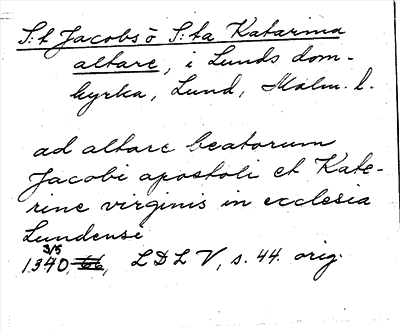 S:t Jacobs o S:ta Katarina
altare, i Lunds dom-
kyrka, Lund, Malm. l.
ad altare beatorum
Jacobi apostoli et Kate-
rine virginis in ecclesia
Lundensi
3/5
1340, 66, LDLV, s. 44. orig.